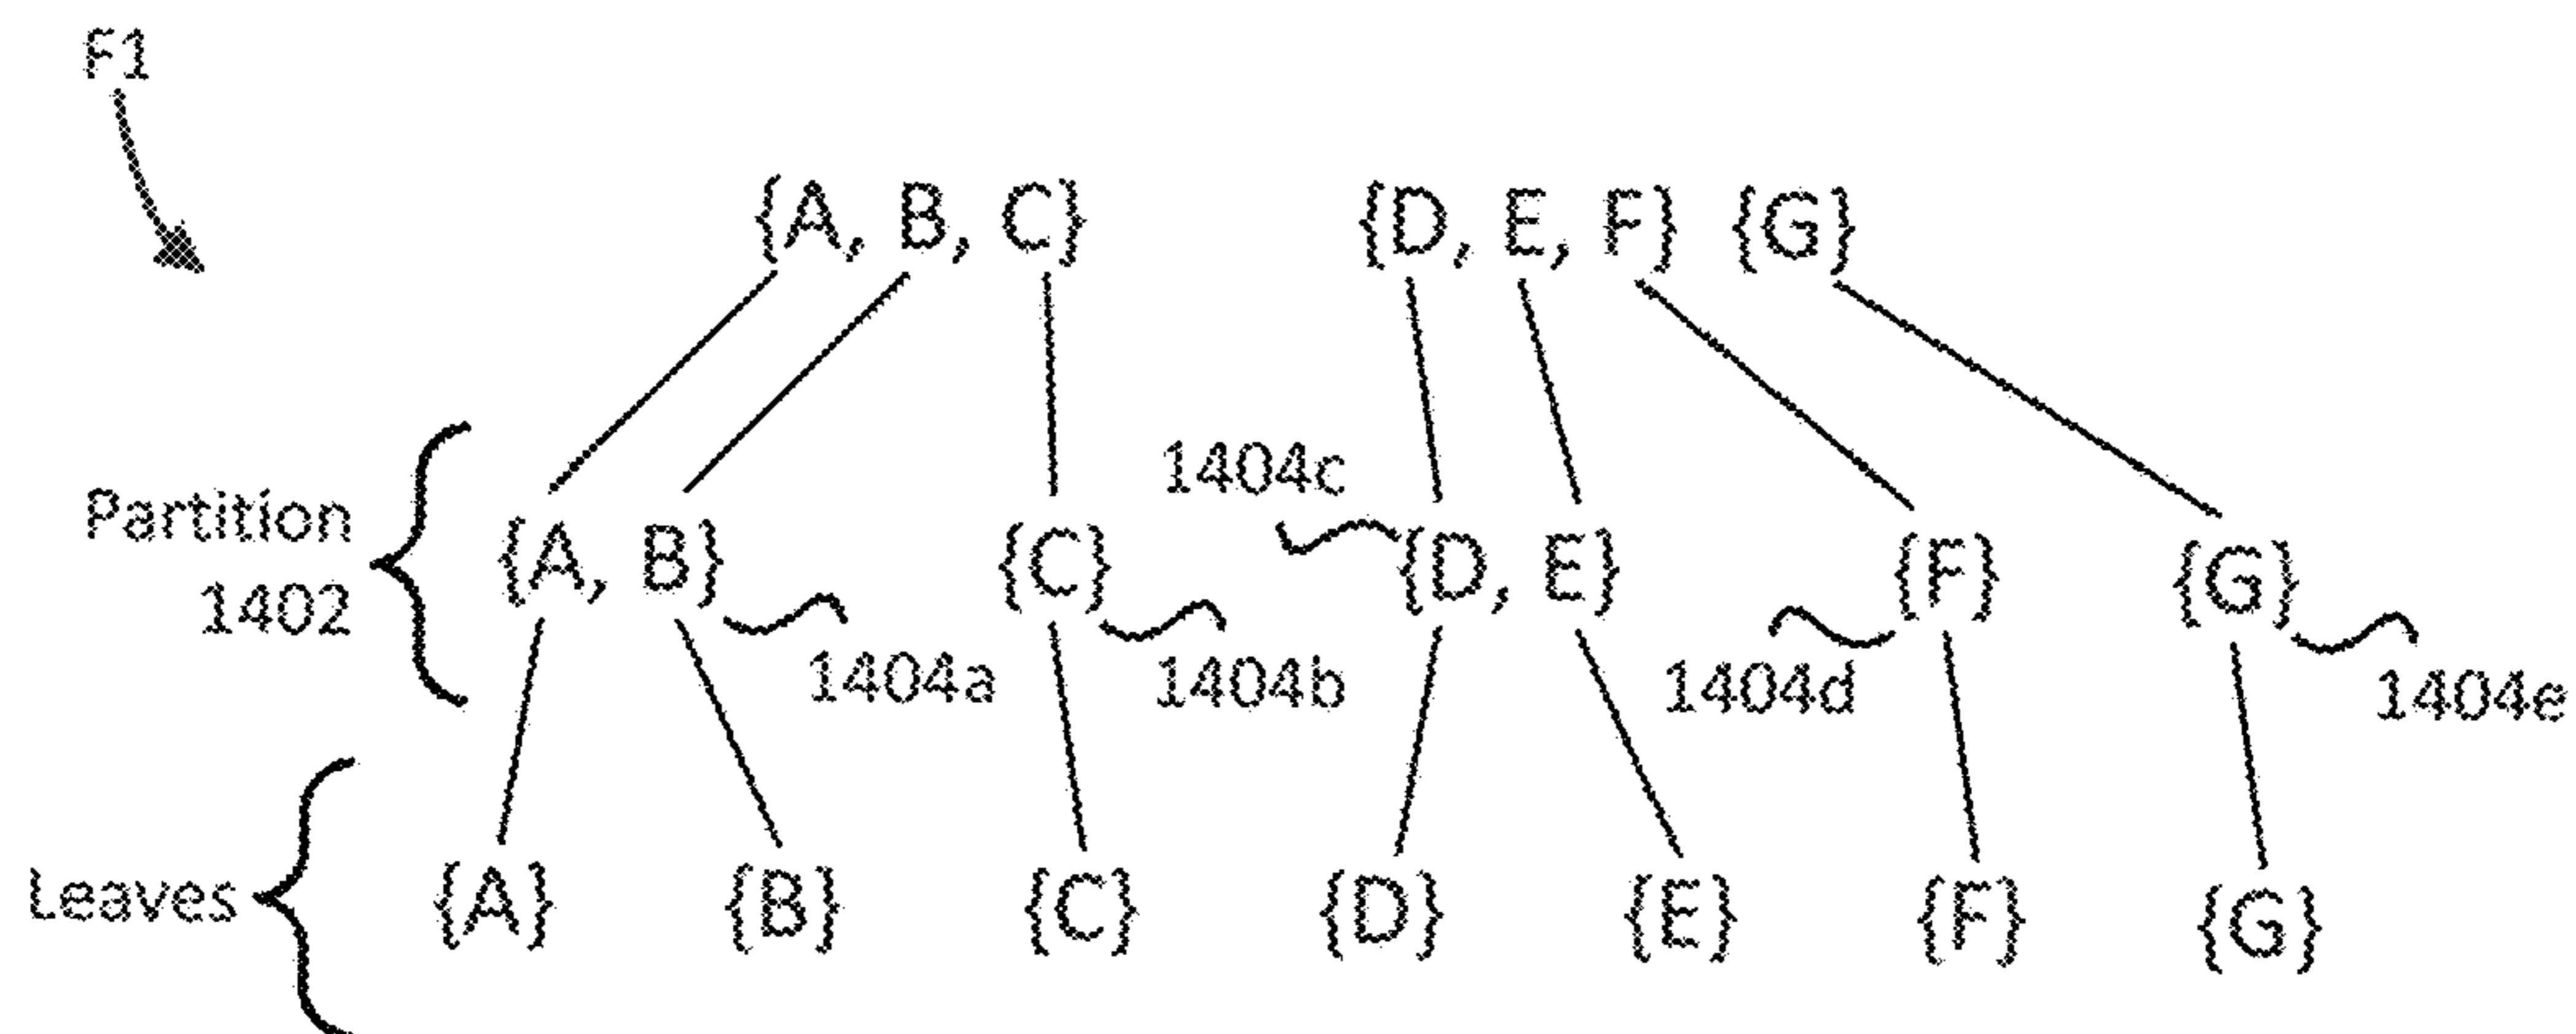 F1
{A, B, C} {D, E, F} {G}
1404c
Partition
1402
{A, B} {C} {D, E} {F} {G}
1404a 1404b 1404d 1404e
Leaves
{A} {B} {C} {D} {E} {F} {G}